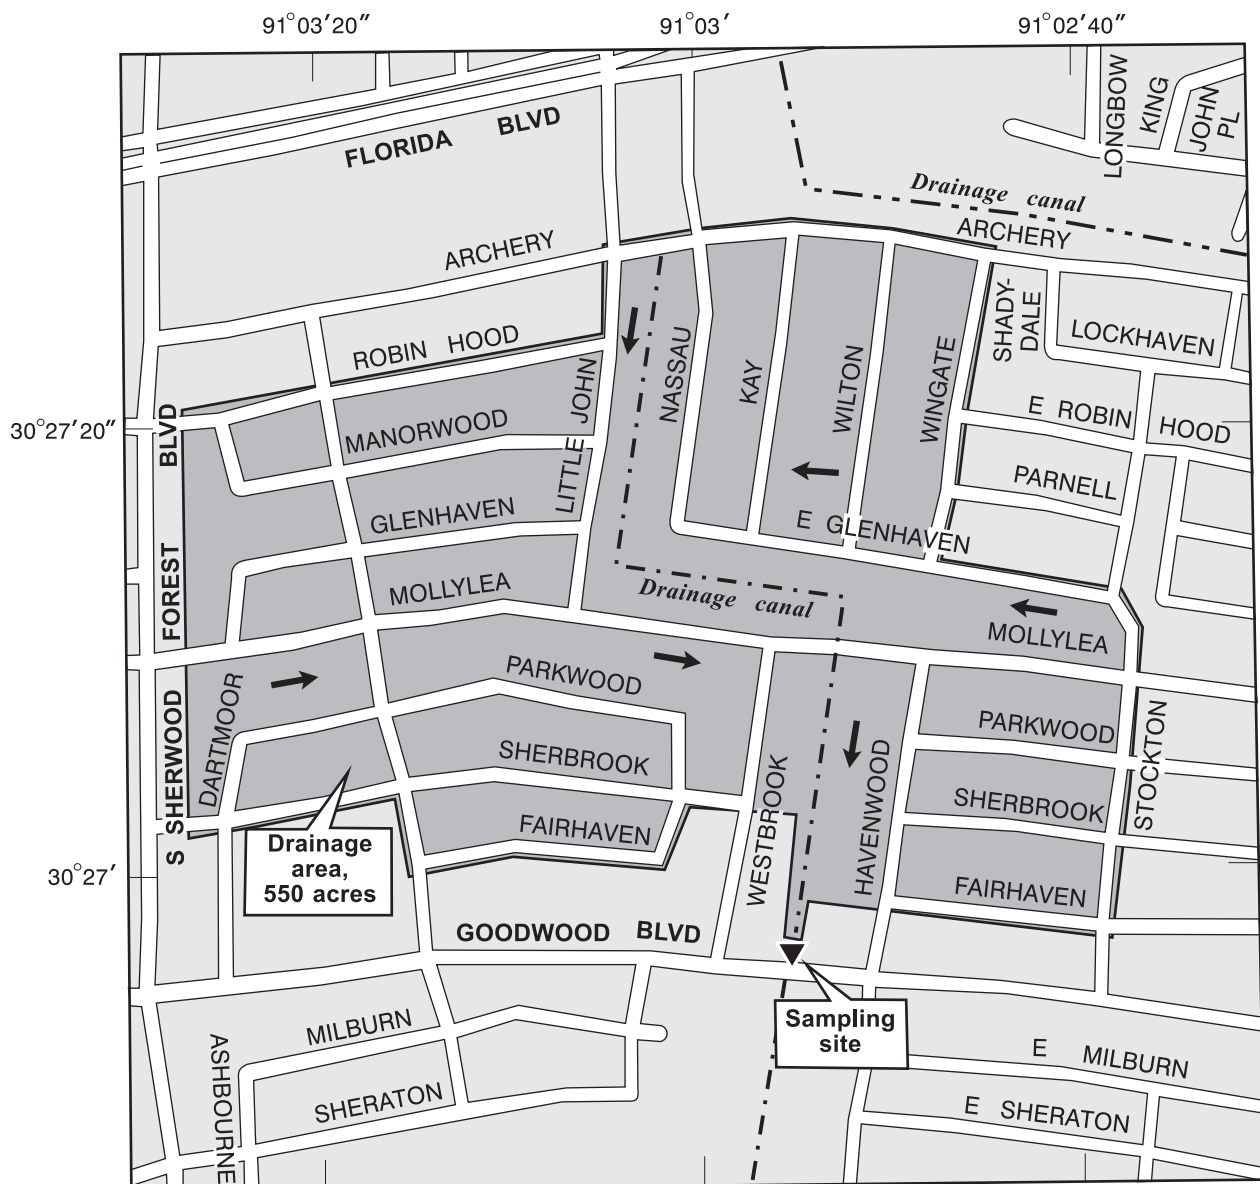 91°03′20″
91°03′
91°02′40″
FLORIDA BLVD
LONGBOW
KING
JOHN
PL
Drainage canal
ARCHERY
ARCHERY
SHADY-
DALE
LOCKHAVEN
ROBIN HOOD
LITTLE JOHN
NASSAU
KAY
WILTON
WINGATE
E ROBIN HOOD
30°27′20″
MANORWOOD
PARNELL
GLENHAVEN
E GLENHAVEN
MOLLYLEA
Drainage canal
MOLLYLEA
S SHERWOOD FOREST BLVD
DARTMOOR
PARKWOOD
PARKWOOD
STOCKTON
SHERBROOK
SHERBROOK
WESTBROOK
HAVENWOOD
FAIRHAVEN
FAIRHAVEN
Drainage
area,
550 acres
30°27′
GOODWOOD BLVD
Sampling
site
MILBURN
E MILBURN
ASHBOURNE
SHERATON
E SHERATON